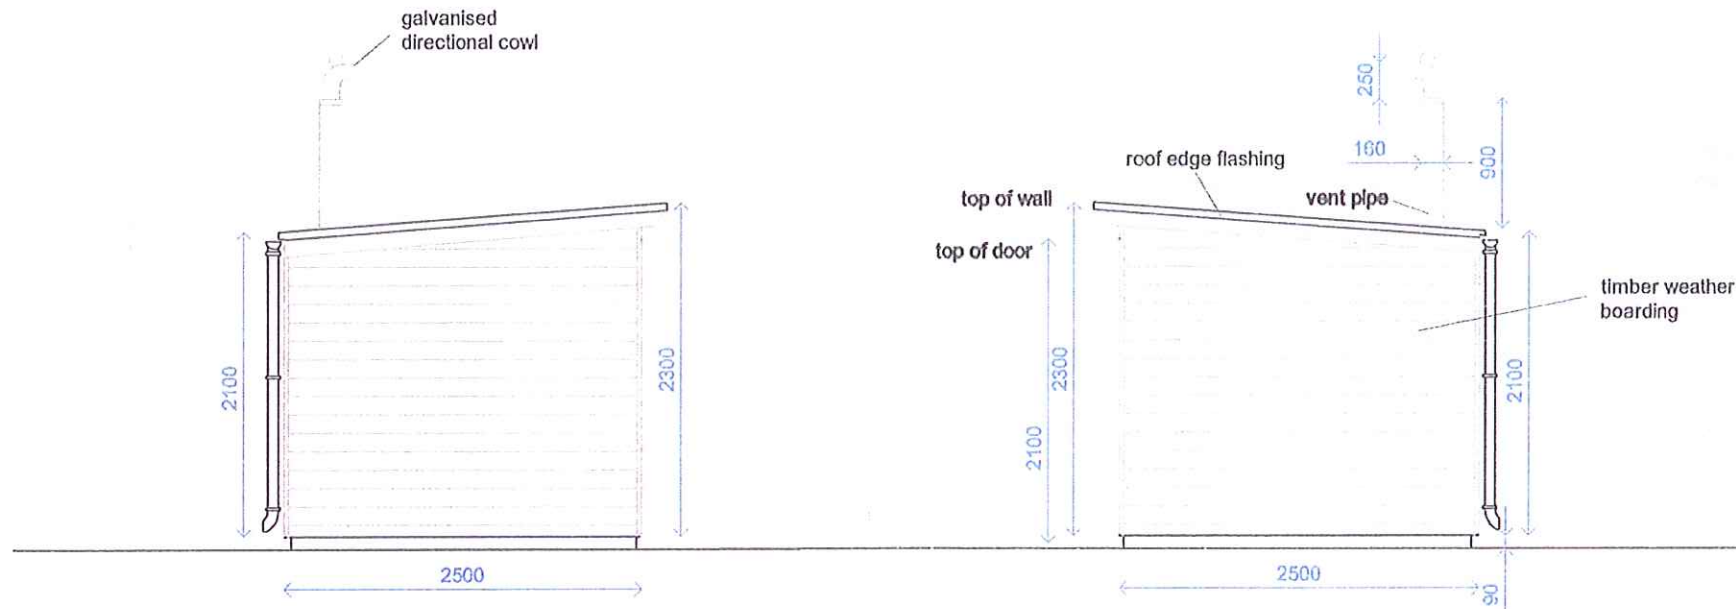 galvanised
directional cowl
2100
2300
2500
250
160
900
roof edge flashing
vent pipe
top of wall
top of door
timber weather
boarding
2300
2100
2100
2500
90